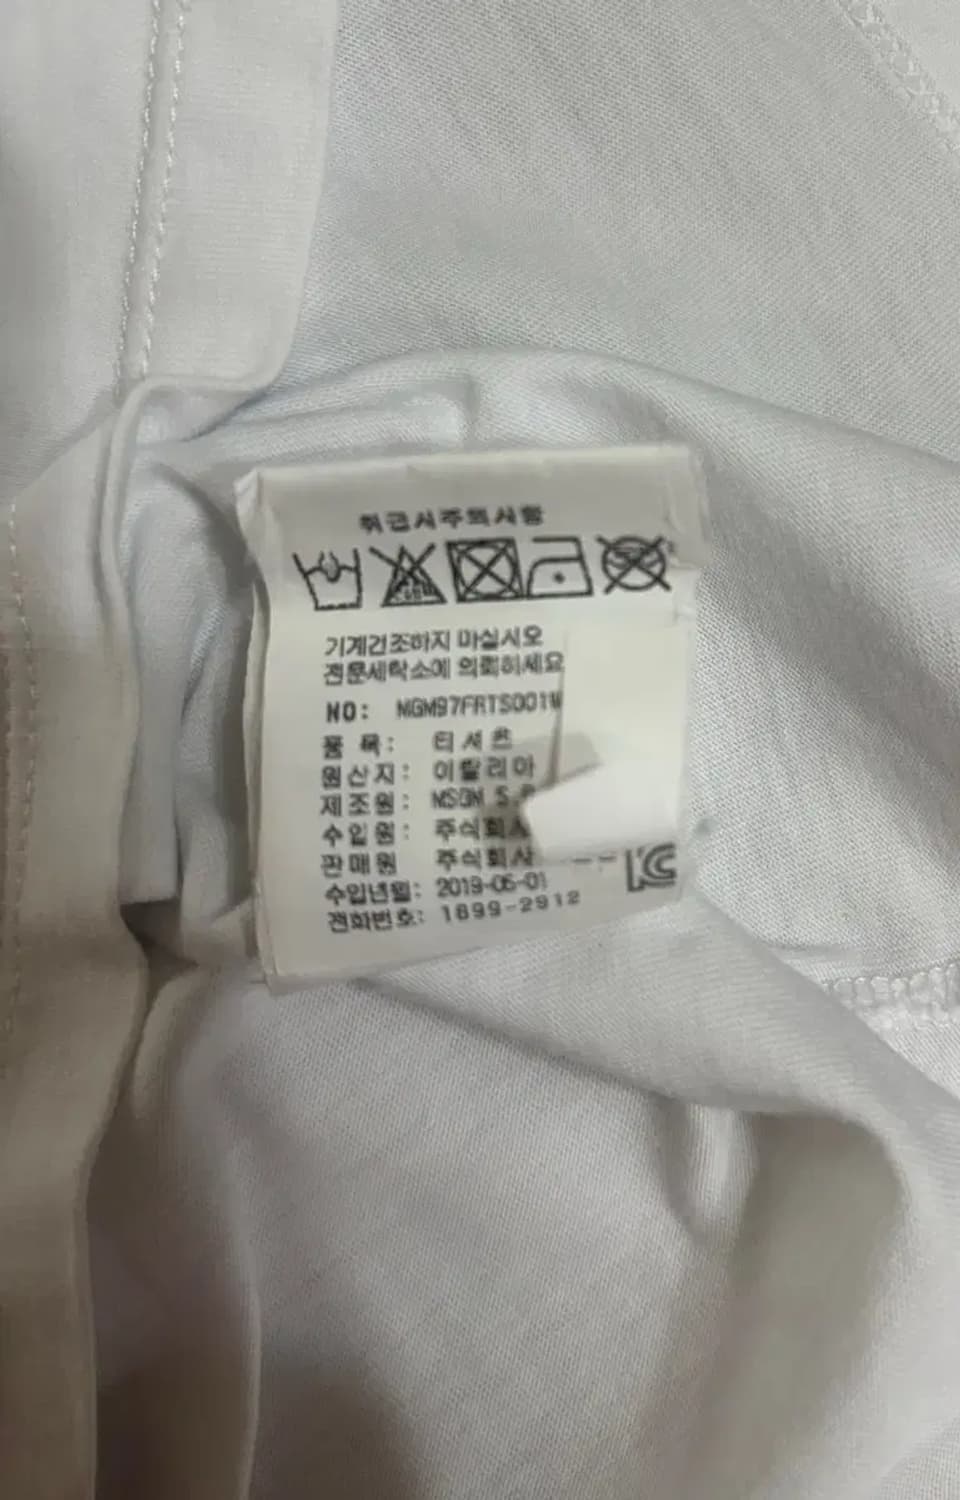 취급시주의사항
기계건조하지 마십시오
전문세탁소에 의뢰하세요
NO: MGM97FRTS001W
품 목: 티셔츠
원산지: 이탈리아
제조원: MSGM S.
수입원: 주식회사
판매원 주식회사
수입년월: 2019-05-01
전화번호: 1899-2912